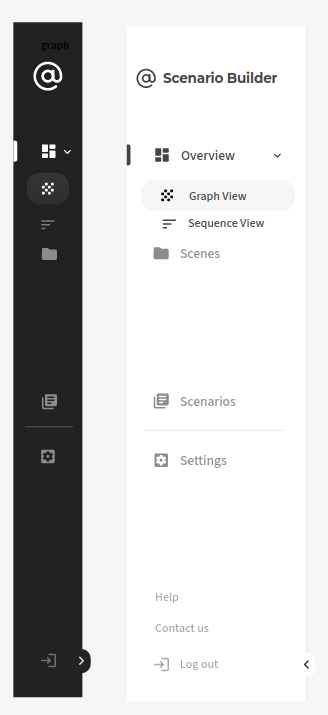 graph
@
@ Scenario Builder
Overview
Graph View
Sequence View
Scenes
Scenarios
Settings
Help
Contact us
Log out